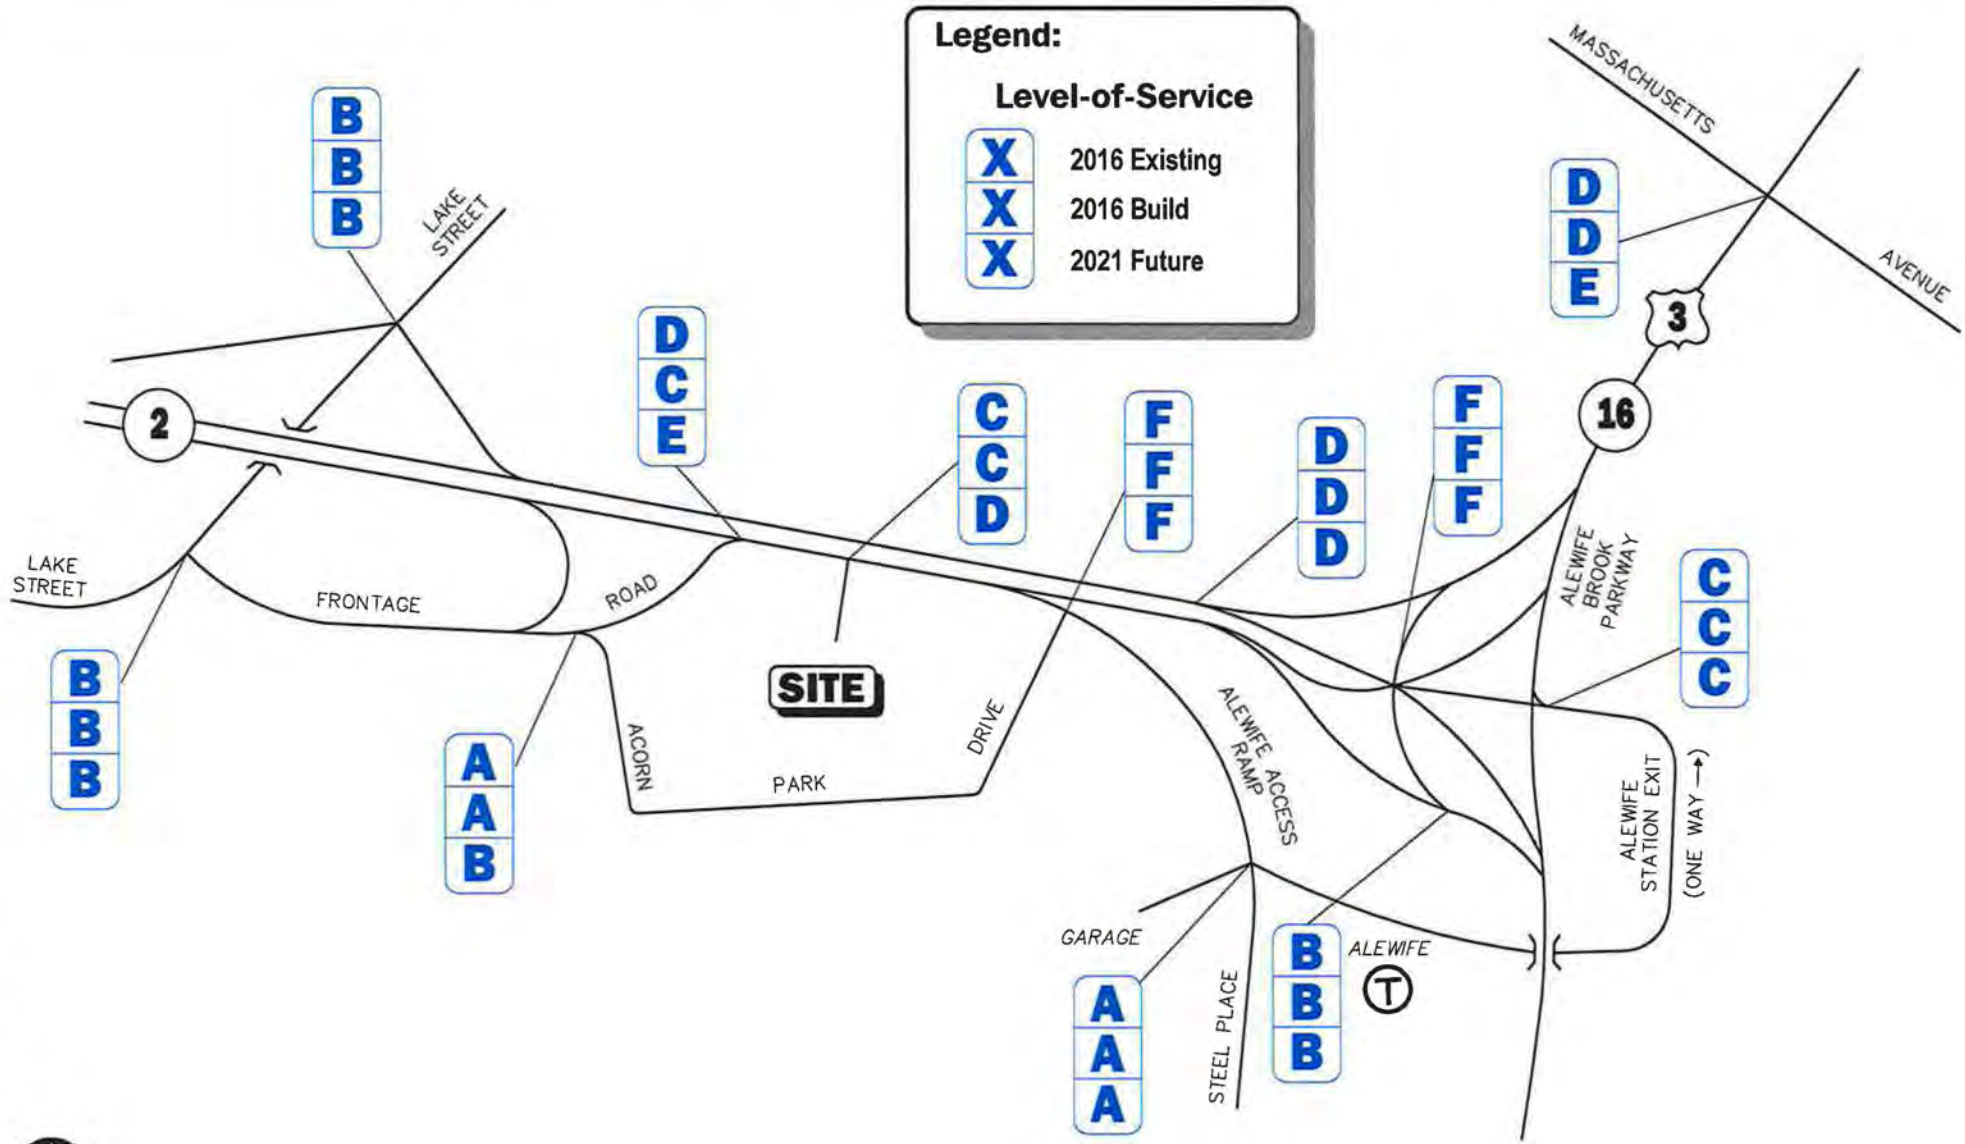 Legend:
Level-of-Service
X 2016 Existing
X 2016 Build
X 2021 Future
MASSACHUSETTS
AVENUE
B
B
B
LAKE
STREET
D
D
E
3
16
2
D
C
E
C
C
D
F
F
F
D
D
D
F
F
F
ALEWIFE
BROOK
PARKWAY
C
C
C
LAKE
STREET
FRONTAGE
ROAD
B
B
B
SITE
A
A
B
ACORN
PARK
DRIVE
ALEWIFE ACCESS
RAMP
ALEWIFE
STATION EXIT
(ONE WAY →)
GARAGE
A
A
A
STEEL PLACE
B
B
B
ALEWIFE
T